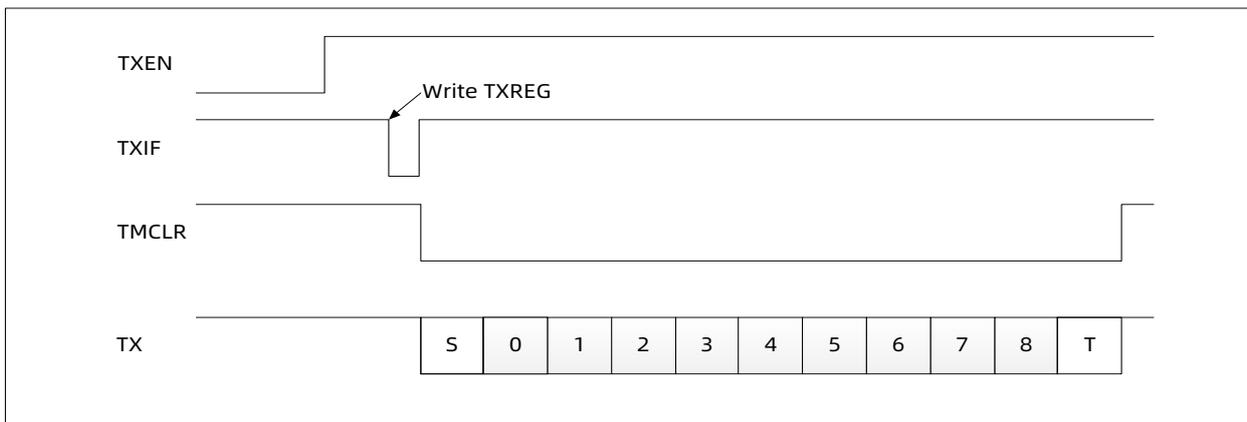 TXEN
Write TXREG
TXIF
TMCLR
TX S 0 1 2 3 4 5 6 7 8 T